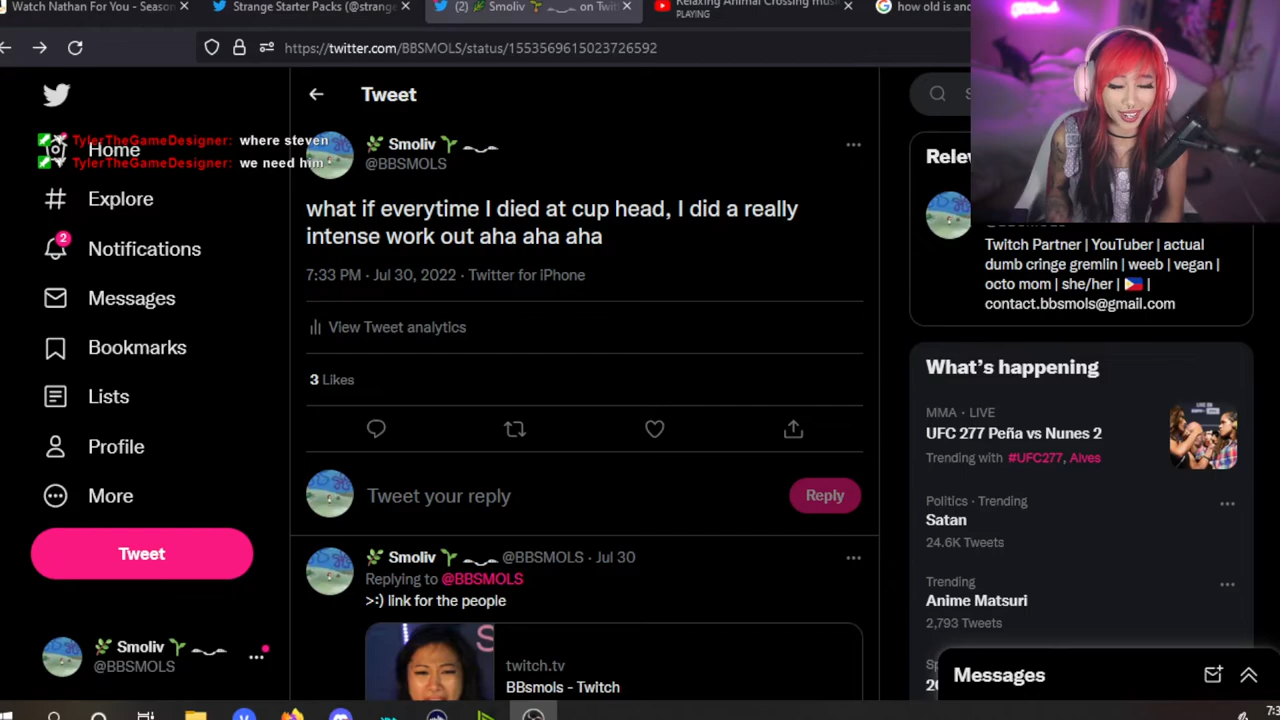 Watch Nathan For You - Season
Strange Starter Packs (@strange
(2) 🌿 Smoliv 🌱 ._◡_. on Twit
Relaxing Animal Crossing mus
PLAYING
how old is and
https://twitter.com/BBSMOLS/status/1553569615023726592
Tweet
TylerTheGameDesigner: where steven
TylerTheGameDesigner: we need him
Home
Explore
2
Notifications
Messages
Bookmarks
Lists
Profile
More
Tweet
🌿 Smoliv 🌱
@BBSMOLS
🌿 Smoliv 🌱
@BBSMOLS
what if everytime I died at cup head, I did a really
intense work out aha aha aha
7:33 PM · Jul 30, 2022 · Twitter for iPhone
View Tweet analytics
3 Likes
Tweet your reply
Reply
🌿 Smoliv 🌱 @BBSMOLS · Jul 30
Replying to @BBSMOLS
>:) link for the people
twitch.tv
BBsmols - Twitch
Twitch Partner | YouTuber | actual
dumb cringe gremlin | weeb | vegan |
octo mom | she/her | 🇵🇭 |
contact.bbsmols@gmail.com
What's happening
MMA · LIVE
UFC 277 Peña vs Nunes 2
Trending with #UFC277, Alves
Politics · Trending
Satan
24.6K Tweets
Trending
Anime Matsuri
2,793 Tweets
Messages